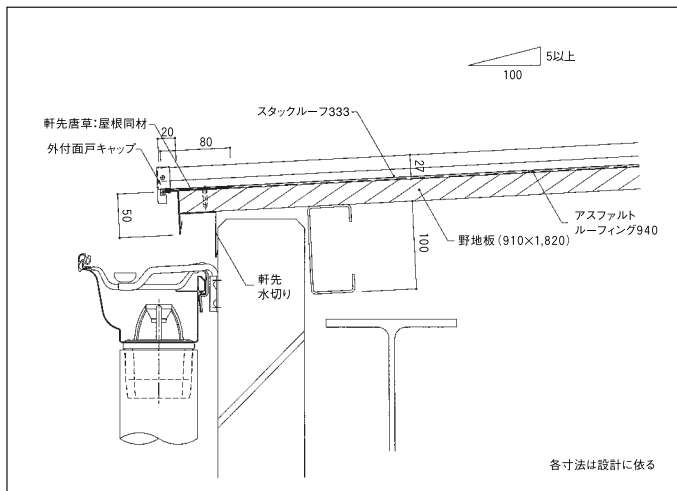 5以上
100
スタックルーフ333
軒先唐草:屋根同材
20
80
外付面戸キャップ
27
50
アスファルト
ルーフィング940
野地板(910×1,820)
100
軒先
水切り
各寸法は設計に依る